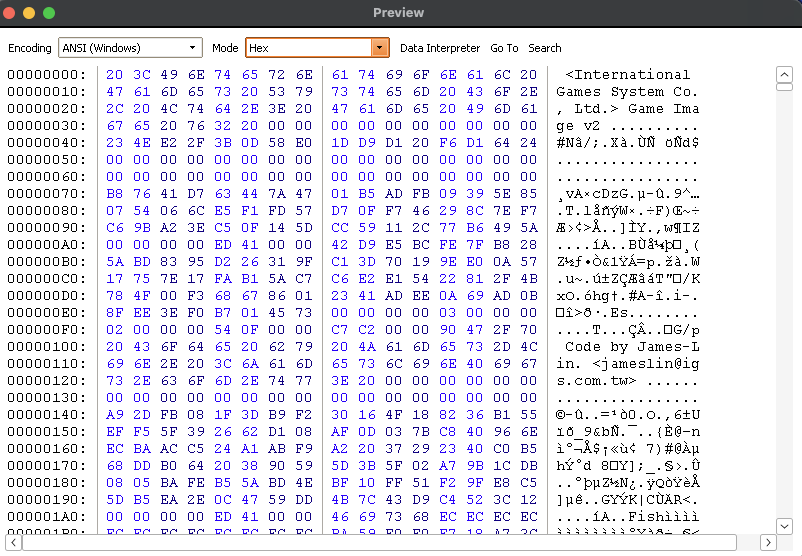 Preview
Encoding ANSI (Windows) Mode Hex Data Interpreter Go To Search
00000000: 20 3C 49 6E 74 65 72 6E 61 74 69 6F 6E 61 6C 20 <International
00000010: 47 61 6D 65 73 20 53 79 73 74 65 6D 20 43 6F 2E Games System Co.
00000020: 2C 20 4C 74 64 2E 3E 20 47 61 6D 65 20 49 6D 61 , Ltd.> Game Ima
00000030: 67 65 20 76 32 20 00 00 00 00 00 00 00 00 00 00 ge v2 ..........
00000040: 23 4E E2 2F 3B 0D 58 E0 1D D9 D1 20 F6 D1 64 24 #Nâ/;.Xà.ÙÑ öÑd$
00000050: 00 00 00 00 00 00 00 00 00 00 00 00 00 00 00 00 ................
00000060: 00 00 00 00 00 00 00 00 00 00 00 00 00 00 00 00 ................
00000070: B8 76 41 D7 63 44 7A 47 01 B5 AD FB 09 39 5E 85 ¸vA×cDzG.µ-û.9^…
00000080: 07 54 06 6C E5 F1 FD 57 D7 0F F7 46 29 8C 7E F7 .T.låñýW×.÷F)Œ~÷
00000090: C6 9B A2 3E C5 0F 14 5D CC 59 11 2C 77 B6 49 5A Æ›¢>Å..]ÌY.,w¶IZ
000000A0: 00 00 00 00 ED 41 00 00 42 D9 E5 BC FE 7F B8 28 ....íA..BÙå¼þ□¸(
000000B0: 5A BD 83 95 D2 26 31 9F C1 3D 70 19 9E E0 0A 57 Z½ƒ•Ò&1ŸÁ=p.žà.W
000000C0: 17 75 7E 17 FA B1 5A C7 C6 E2 E1 54 22 81 2F 4B .u~.ú±ZÇÆâáT"□/K
000000D0: 78 4F 00 F3 68 67 86 01 23 41 AD EE 0A 69 AD 0B xO.óhg†.#A-î.i-.
000000E0: 8F EE 3E F0 B7 01 45 73 00 00 00 00 03 00 00 00 □î>ð·.Es........
000000F0: 02 00 00 00 54 0F 00 00 C7 C2 00 00 90 47 2F 70 ....T...ÇÂ..□G/p
00000100: 20 43 6F 64 65 20 62 79 20 4A 61 6D 65 73 2D 4C Code by James-L
00000110: 69 6E 2E 20 3C 6A 61 6D 65 73 6C 69 6E 40 69 67 in. <jameslin@ig
00000120: 73 2E 63 6F 6D 2E 74 77 3E 20 00 00 00 00 00 00 s.com.tw> ......
00000130: 00 00 00 00 00 00 00 00 00 00 00 00 00 00 00 00 ................
00000140: A9 2D FB 08 1F 3D B9 F2 30 16 4F 18 82 36 B1 55 ©-û..=¹ò0.O.‚6±U
00000150: EF F5 5F 39 26 62 D1 08 AF 0D 03 7B C8 40 96 6E ïõ_9&bÑ.¯..{È@–n
00000160: EC BA AC C5 24 A1 AB F9 A2 20 37 29 23 40 C0 B5 ìº¬Å$¡«ù¢ 7)#@Àµ
00000170: 68 DD B0 64 20 38 90 59 5D 3B 5F 02 A7 9B 1C DB hÝ°d 8□Y];_.§›.Û
00000180: 08 05 BA FE B5 5A BD 4E BF 10 FF 51 F2 9F E8 C5 ..ºþµZ½N¿.ÿQòŸèÅ
00000190: 5D B5 EA 2E 0C 47 59 DD 4B 7C 43 D9 C4 52 3C 12 ]µê..GYÝK|CÙÄR<.
000001A0: 00 00 00 00 ED 41 00 00 46 69 73 68 EC EC EC EC ....íA..Fishìììì